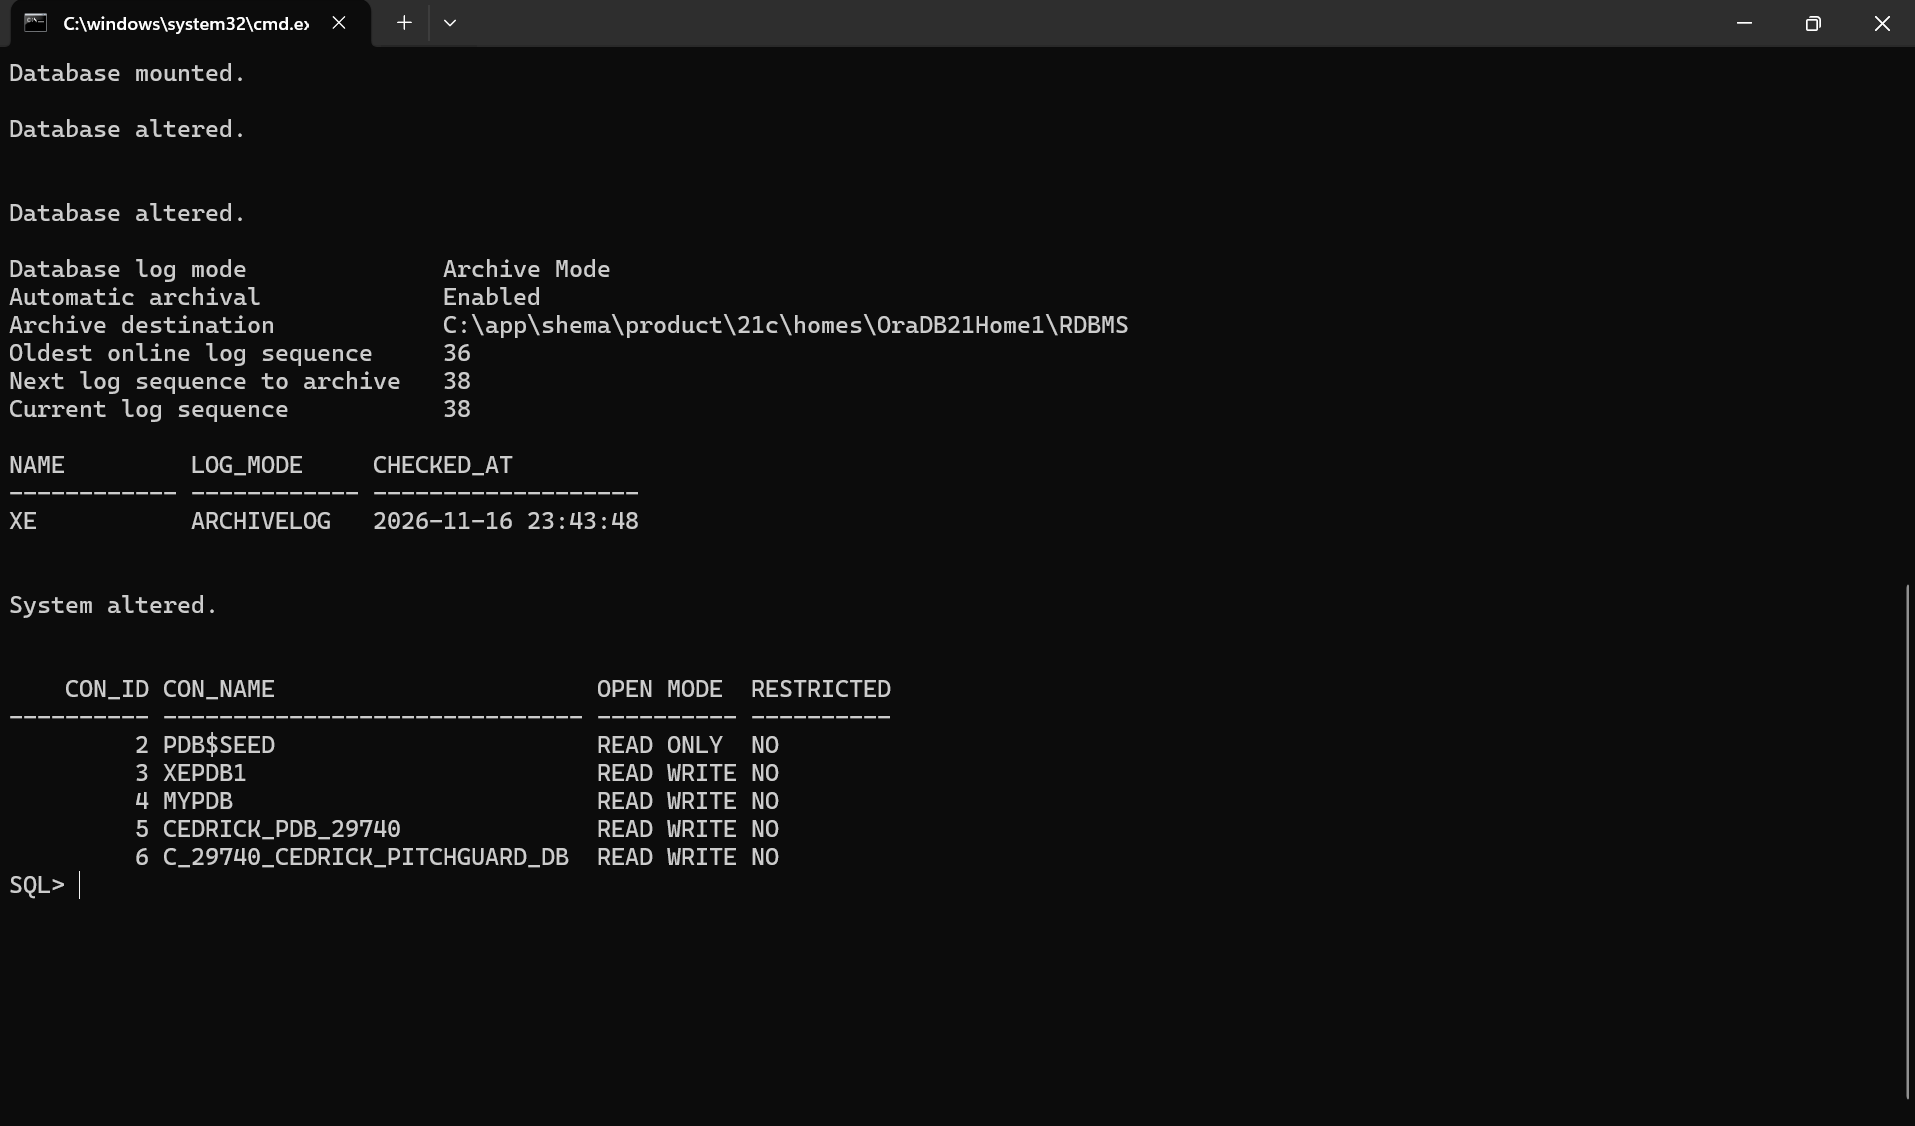 C:\windows\system32\cmd.ex
Database mounted.
Database altered.
Database altered.
Database log mode              Archive Mode
Automatic archival             Enabled
Archive destination            C:\app\shema\product\21c\homes\OraDB21Home1\RDBMS
Oldest online log sequence     36
Next log sequence to archive   38
Current log sequence           38
NAME         LOG_MODE     CHECKED_AT
------------ ------------ -------------------
XE           ARCHIVELOG   2026-11-16 23:43:48
System altered.
    CON_ID CON_NAME                       OPEN MODE  RESTRICTED
---------- ------------------------------ ---------- ----------
         2 PDB$SEED                       READ ONLY  NO
         3 XEPDB1                         READ WRITE NO
         4 MYPDB                          READ WRITE NO
         5 CEDRICK_PDB_29740              READ WRITE NO
         6 C_29740_CEDRICK_PITCHGUARD_DB  READ WRITE NO
SQL>